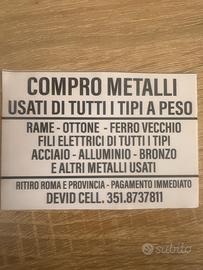 COMPRO METALLI
USATI DI TUTTI I TIPI A PESO
RAME - OTTONE - FERRO VECCHIO
FILI ELETTRICI DI TUTTI I TIPI
ACCIAIO - ALLUMINIO - BRONZO
E ALTRI METALLI USATI
RITIRO ROMA E PROVINCIA - PAGAMENTO IMMEDIATO
DEVID CELL. 351.8737811
subito